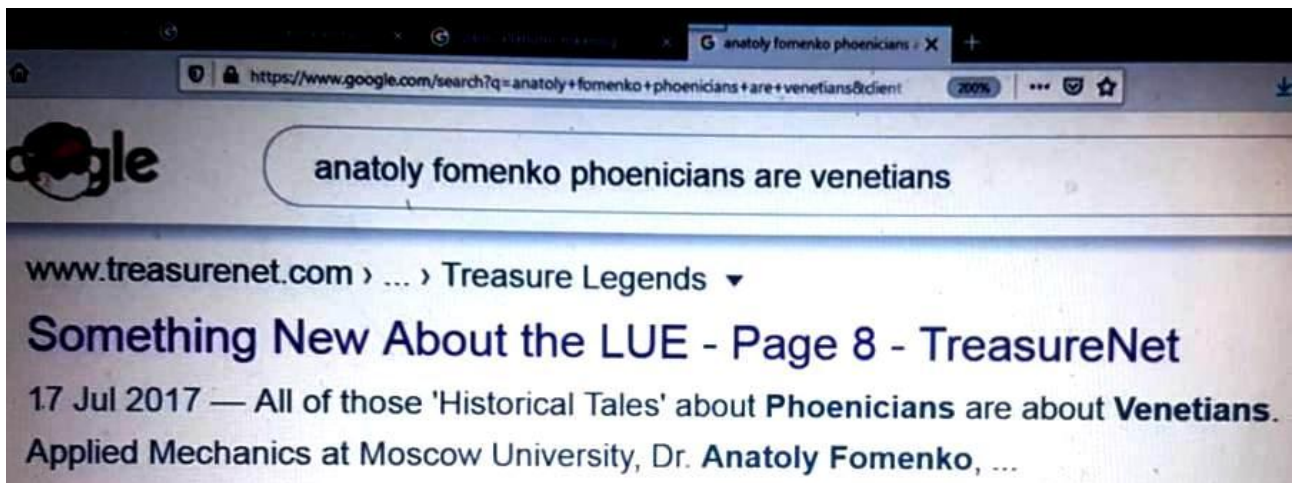 G anatoly fomenko phoenicians
https://www.google.com/search?q=anatoly+fomenko+phoenicians+are+venetians&client
200%
ogle
anatoly fomenko phoenicians are venetians
www.treasurenet.com › ... › Treasure Legends
Something New About the LUE - Page 8 - TreasureNet
17 Jul 2017 — All of those 'Historical Tales' about Phoenicians are about Venetians.
Applied Mechanics at Moscow University, Dr. Anatoly Fomenko, ...